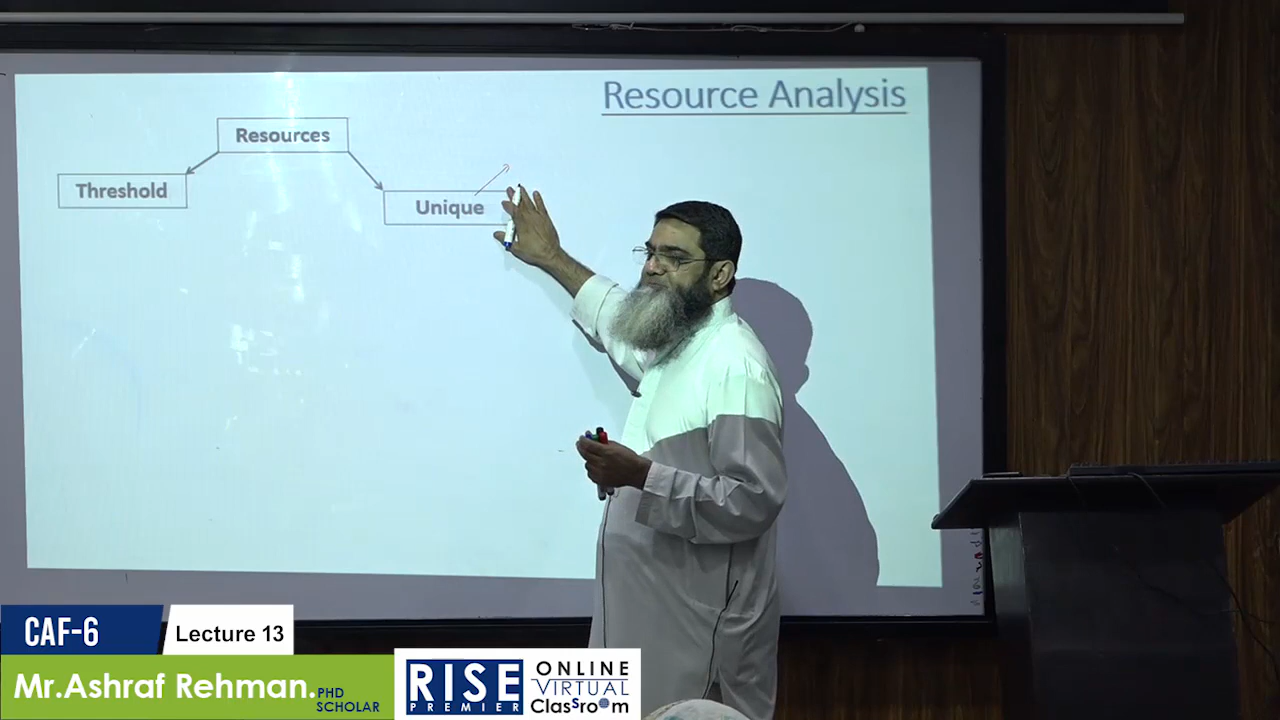 Resource Analysis
Resources
Threshold
Unique
CAF-6
Lecture 13
Mr.Ashraf Rehman.PHD
SCHOLAR
RISE
PREMIER
ONLINE
VIRTUAL
Classroom